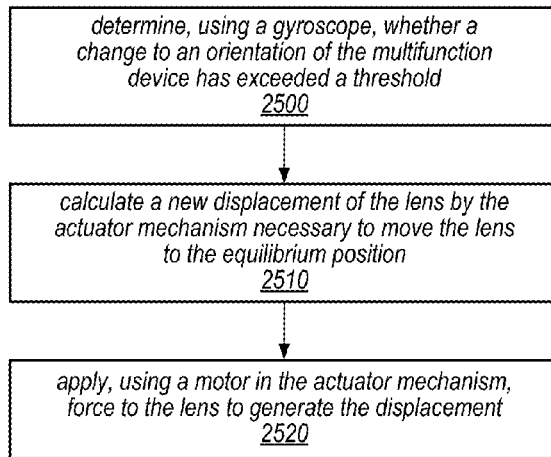 determine, using a gyroscope, whether a
change to an orientation of the multifunction
device has exceeded a threshold
2500
calculate a new displacement of the lens by the
actuator mechanism necessary to move the lens
to the equilibrium position
2510
apply, using a motor in the actuator mechanism,
force to the lens to generate the displacement
2520